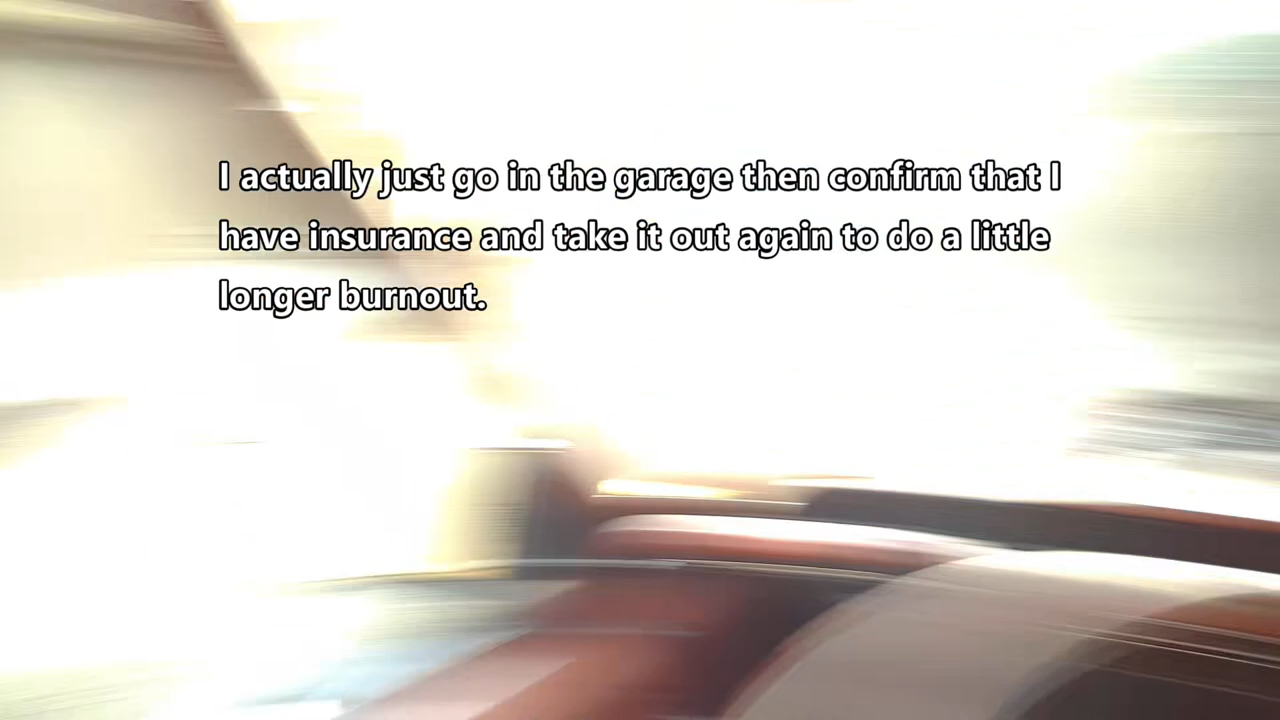 I actually just go in the garage then confirm that I
have insurance and take it out again to do a little
longer burnout.